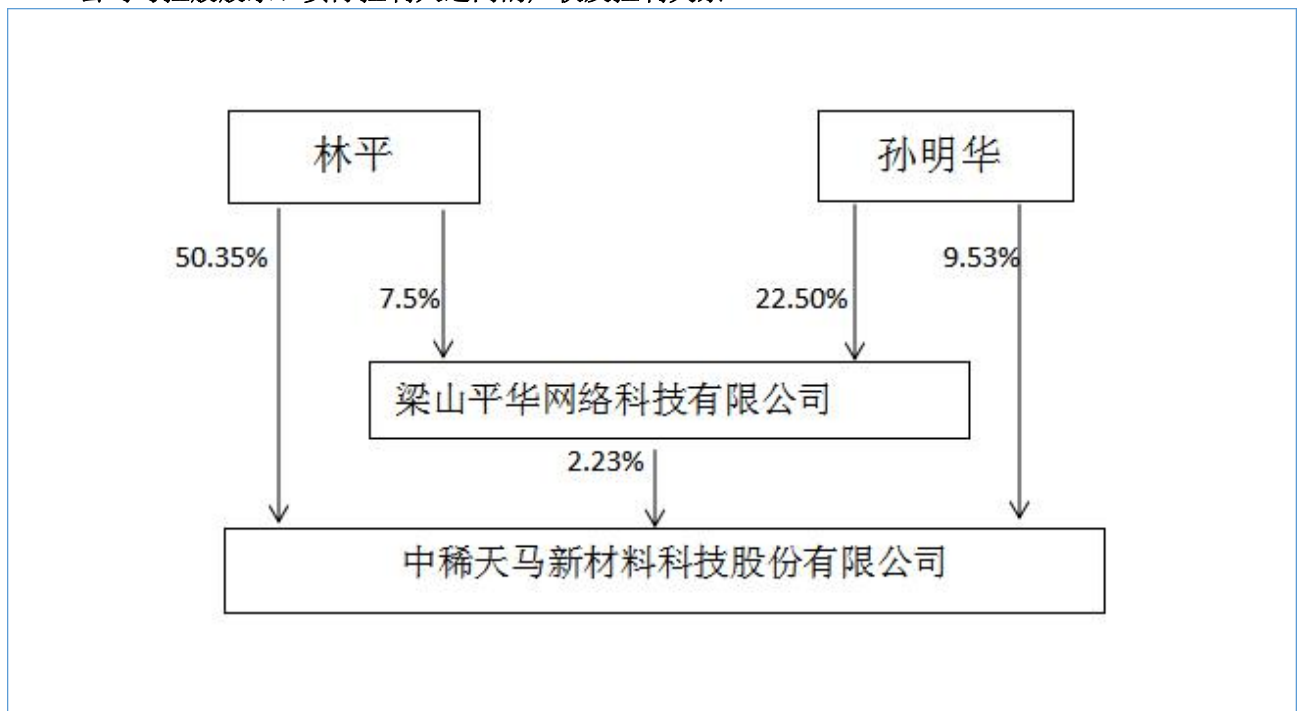 林平
孙明华
50.35%
9.53%
7.5%
22.50%
梁山平华网络科技有限公司
2.23%
中稀天马新材料科技股份有限公司